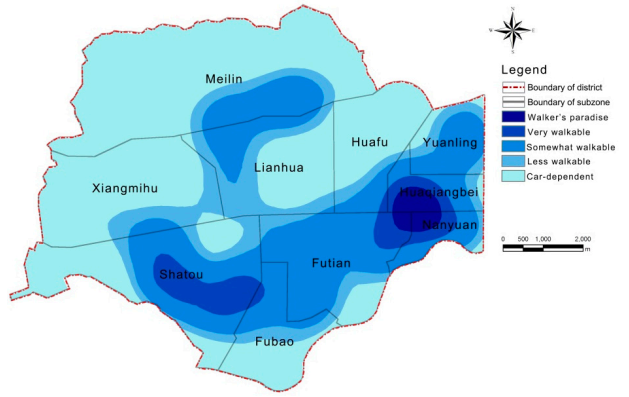 Meilin
Huafu
Yuanling
Lianhua
Xiangmihu
Huaqiangbei
Nanyuan
Shatou
Futian
Fubao
N
W
E
S
Legend
Boundary of district
Boundary of subzone
Walker's paradise
Very walkable
Somewhat walkable
Less walkable
Car-dependent
0 500 1,000 2,000
m